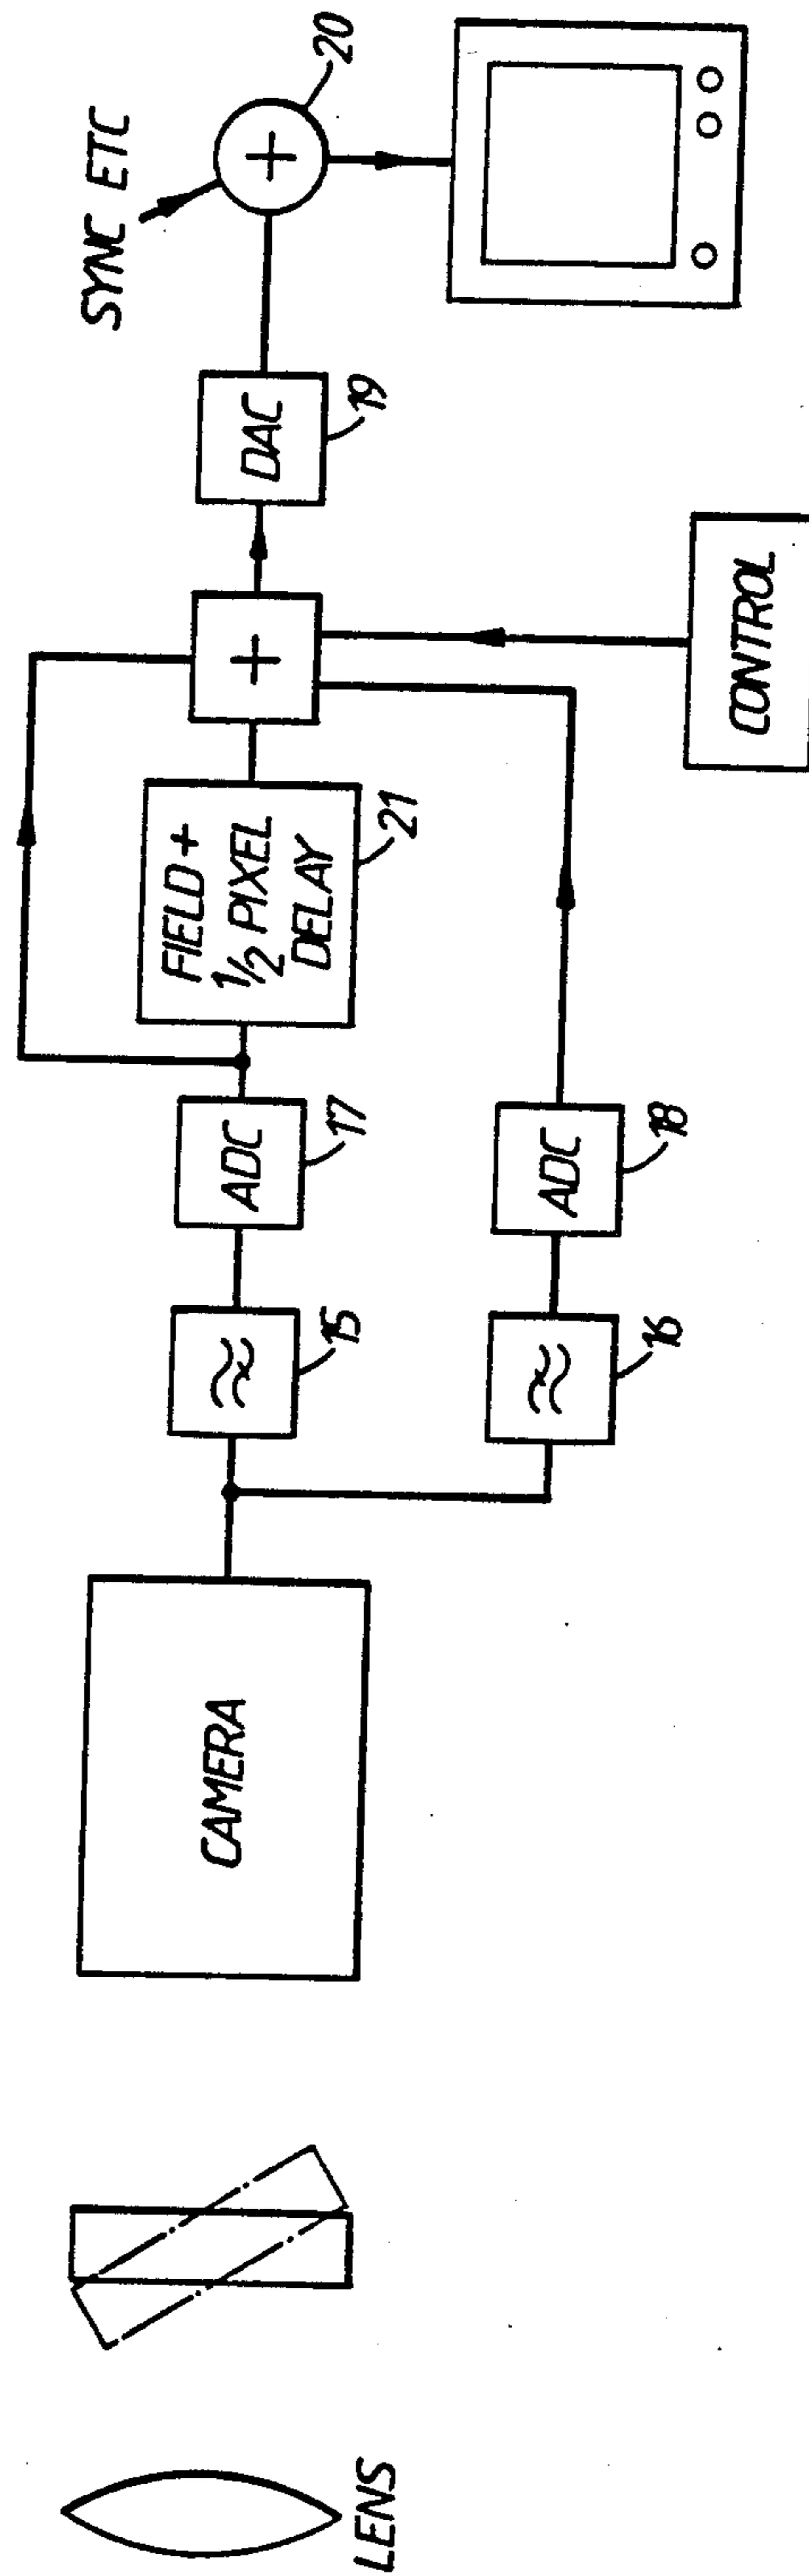 LENS
CAMERA
15
16
ADC
17
ADC
18
FIELD +
1/2 PIXEL
DELAY
21
+
CONTROL
DAC
19
SYNC ETC
+
20